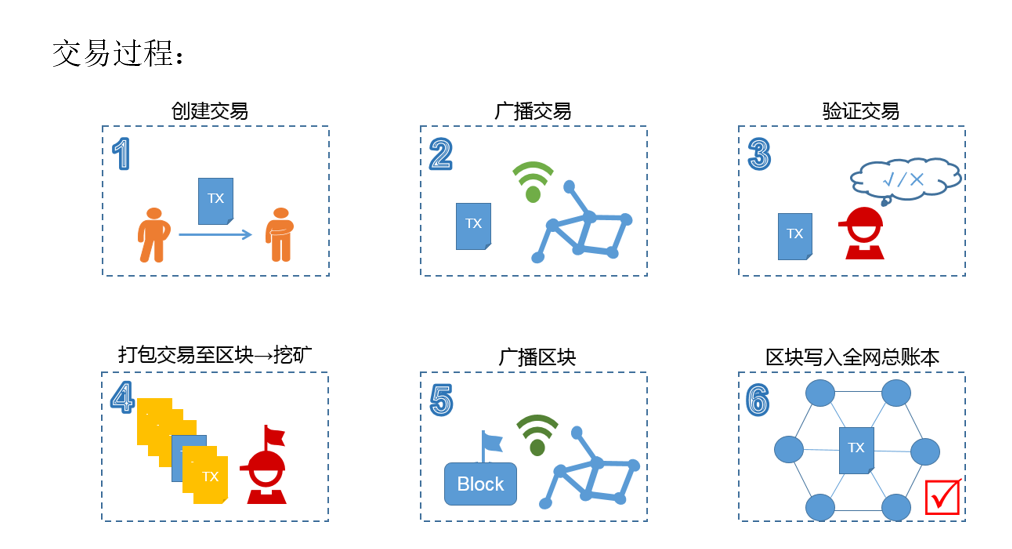 交易过程：
创建交易
1
TX
广播交易
2
TX
验证交易
3
√/×
TX
打包交易至区块→挖矿
4
TX
广播区块
5
Block
区块写入全网总账本
6
TX